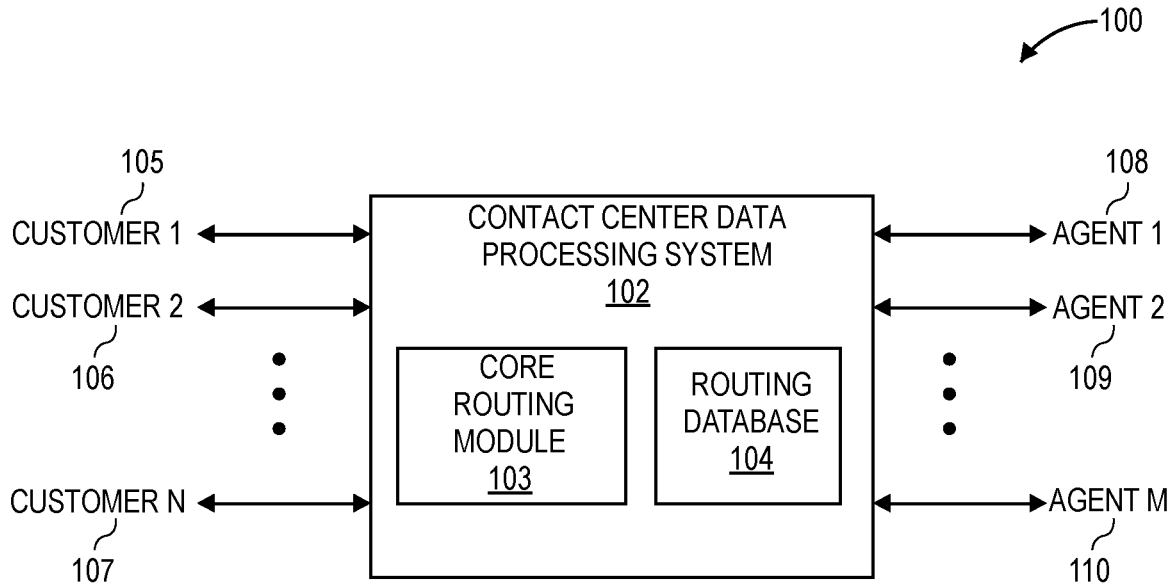 100
105
108
CUSTOMER 1
CONTACT CENTER DATA
PROCESSING SYSTEM
102
AGENT 1
CUSTOMER 2
AGENT 2
106
109
CORE
ROUTING
MODULE
103
ROUTING
DATABASE
104
CUSTOMER N
AGENT M
107
110